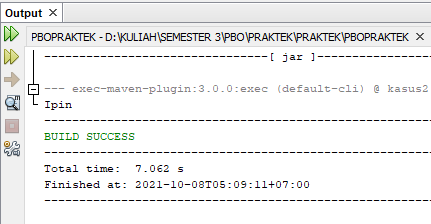 Output ×
PBOPRAKTEK - D:\KULIAH\SEMESTER 3\PBO\PRAKTEK\PRAKTEK\PBOPRAKTEK ×
--------------------------------[ jar ]---------------
--- exec-maven-plugin:3.0.0:exec (default-cli) @ kasus2
Ipin
------------------------------------------------------
BUILD SUCCESS
------------------------------------------------------
Total time:  7.062 s
Finished at: 2021-10-08T05:09:11+07:00
------------------------------------------------------